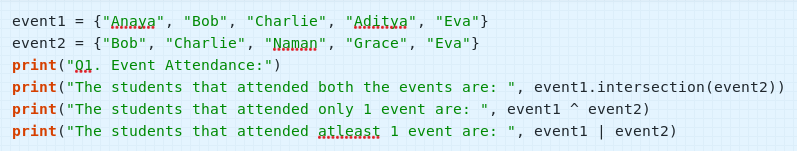 event1 = {"Anaya", "Bob", "Charlie", "Aditya", "Eva"}
event2 = {"Bob", "Charlie", "Naman", "Grace", "Eva"}
print("Q1. Event Attendance:")
print("The students that attended both the events are: ", event1.intersection(event2))
print("The students that attended only 1 event are: ", event1 ^ event2)
print("The students that attended atleast 1 event are: ", event1 | event2)